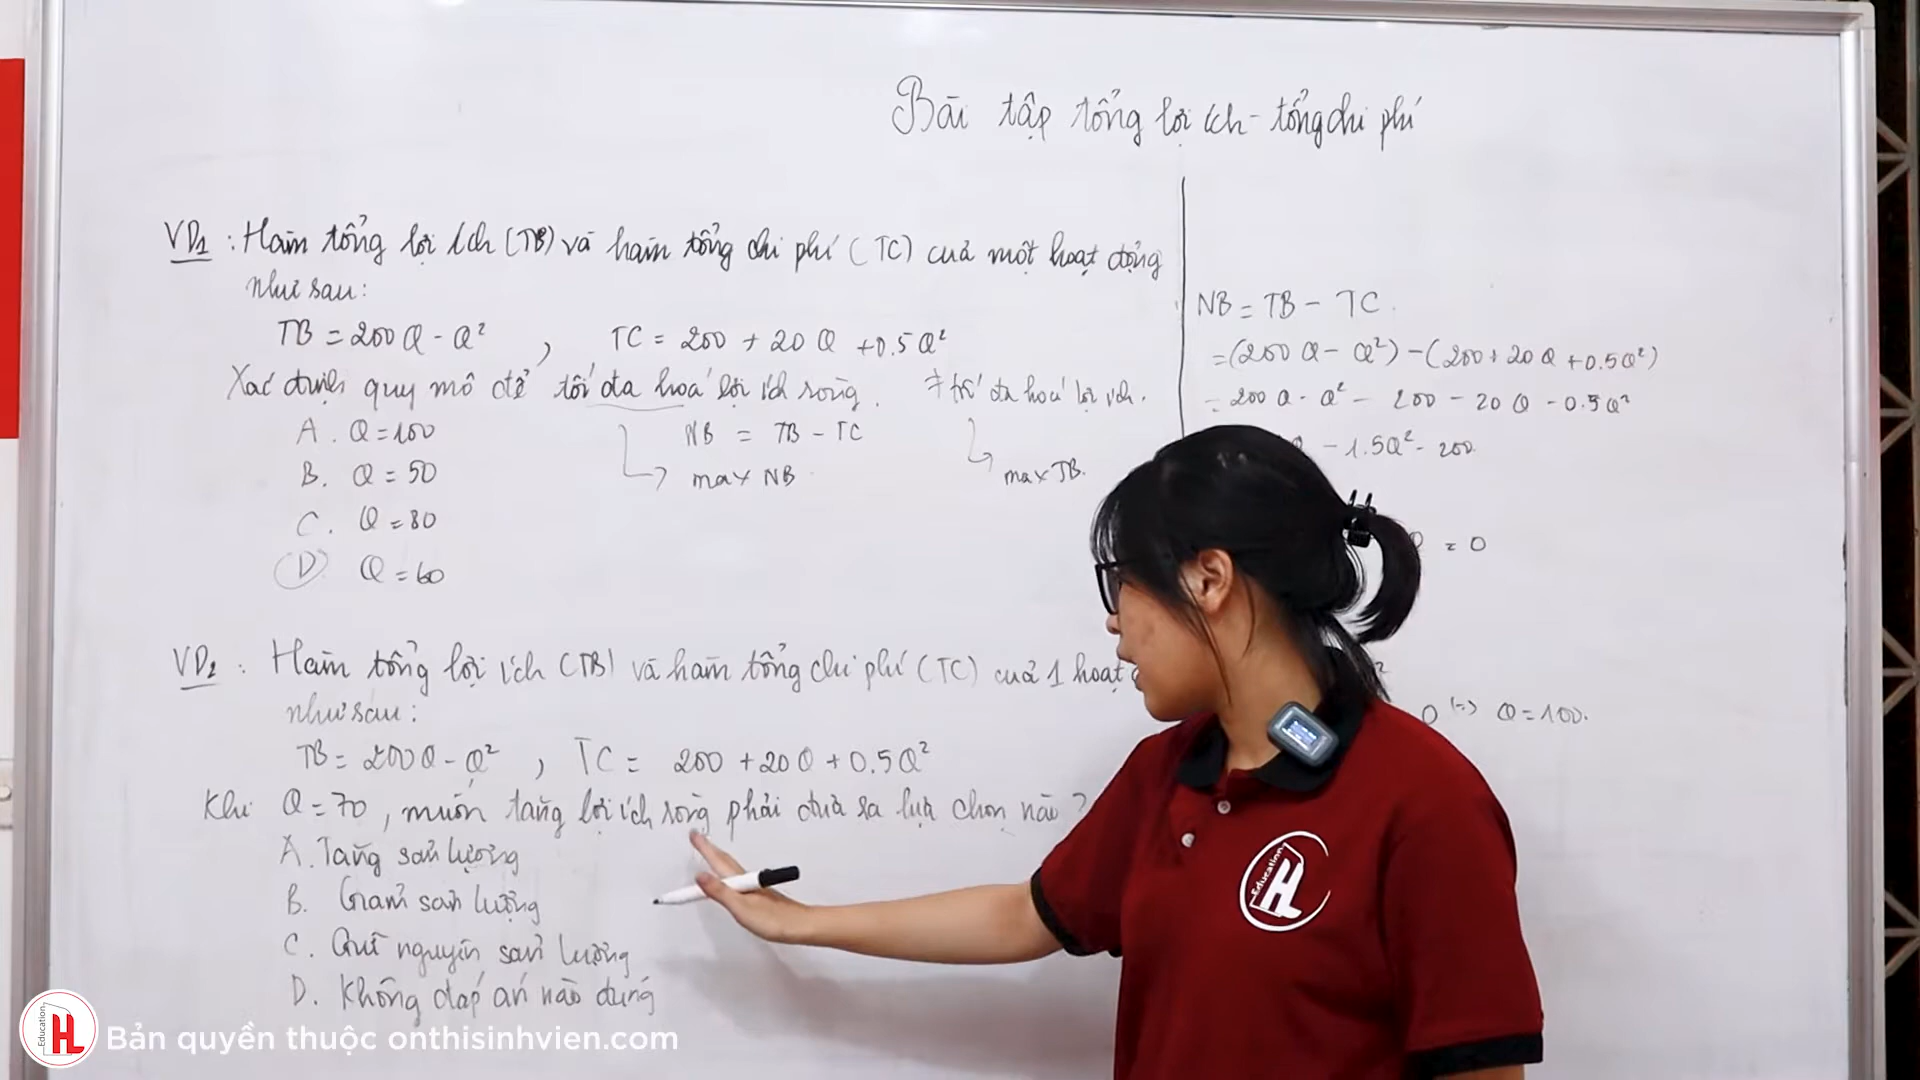 Bài tập tổng lợi ích - tổng chi phí
VD1 : Hàm tổng lợi ích (TB) và hàm tổng chi phí (TC) của một hoạt động
như sau:
TB = 200Q - Q² , TC = 200 + 20Q + 0.5Q²
Xác định quy mô để tối đa hoá lợi ích ròng. ≠ tối đa hoá lợi ích.
A. Q = 100 NB = TB - TC
B. Q = 50 max NB max TB.
C. Q = 80
D Q = 60
VD2 : Hàm tổng lợi ích (TB) và hàm tổng chi phí (TC) của 1 hoạt
như sau:
TB = 200Q - Q² , TC = 200 + 20Q + 0.5Q²
Khi Q = 70, muốn tăng lợi ích ròng phải đưa ra lựa chọn nào?
A. Tăng sản lượng
B. Giảm sản lượng
C. Giữ nguyên sản lượng
D. Không đáp án nào đúng
NB = TB - TC.
= (200Q - Q²) - (200 + 20Q + 0.5Q²)
= 200Q - Q² - 200 - 20Q - 0.5Q²
- 1.5Q² - 200
= 0
0 (=) Q = 100.
Education
HL
Education
HL
Bản quyền thuộc onthisinhvien.com